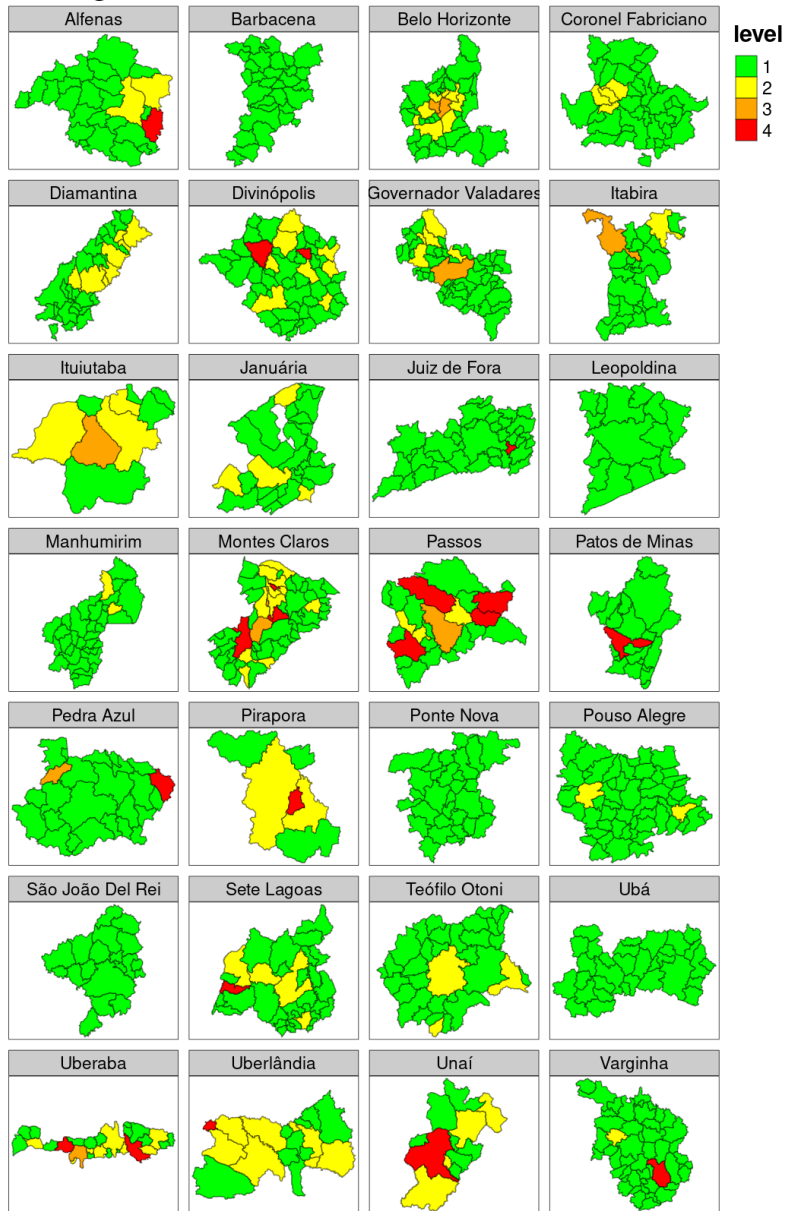 Alfenas
Barbacena
Belo Horizonte
Coronel Fabriciano
level
1
2
3
4
Diamantina
Divinópolis
Governador Valadares
Itabira
Ituiutaba
Januária
Juiz de Fora
Leopoldina
Manhumirim
Montes Claros
Passos
Patos de Minas
Pedra Azul
Pirapora
Ponte Nova
Pouso Alegre
São João Del Rei
Sete Lagoas
Teófilo Otoni
Ubá
Uberaba
Uberlândia
Unaí
Varginha